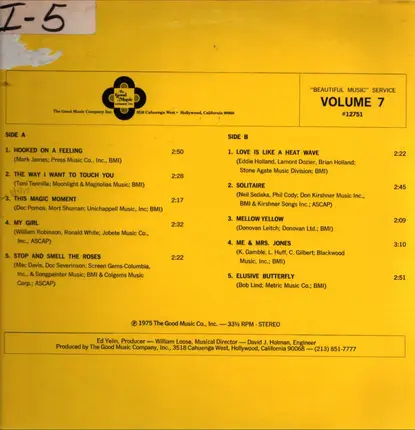 I-5
The
Good
Music
Company, Inc.
The Good Music Company Inc. 3518 Cahuenga West • Hollywood, California 90068
"BEAUTIFUL MUSIC" SERVICE
VOLUME 7
#12751
SIDE A
1. HOOKED ON A FEELING 2:50
(Mark James; Press Music Co., Inc., BMI)
2. THE WAY I WANT TO TOUCH YOU 2:28
(Toni Tennille; Moonlight & Magnolias Music; BMI)
3. THIS MAGIC MOMENT 2:17
(Doc Pomos, Mort Shuman; Unichappell Music, Inc; BMI)
4. MY GIRL 2:32
(William Robinson, Ronald White; Jobete Music Co.,
Inc., ASCAP)
5. STOP AND SMELL THE ROSES 2:22
(Mac Davis, Doc Severinson; Screen Gems-Columbia,
Inc., & Songpainter Music; BMI & Colgems Music
Corp.; ASCAP)
SIDE B
1. LOVE IS LIKE A HEAT WAVE 2:22
(Eddie Holland, Lamont Dozier, Brian Holland;
Stone Agate Music Division; BMI)
2. SOLITAIRE 2:45
(Neil Sedaka, Phil Cody; Don Kirshner Music Inc.,
BMI & Kirshner Songs Inc.; ASCAP)
3. MELLOW YELLOW 2:09
(Donovan Leitch; Donovan Ltd.; BMI)
4. ME & MRS. JONES 3:10
(K. Gamble; L. Huff, C. Gilbert; Blackwood
Music, Inc.; BMI)
5. ELUSIVE BUTTERFLY 2:51
(Bob Lind; Metric Music Co.; BMI)
℗ 1975 The Good Music Co., Inc. — 33⅓ RPM · STEREO
Ed Yelin, Producer — William Loose, Musical Director — David J. Holman, Engineer
Produced by The Good Music Company, Inc., 3518 Cahuenga West, Hollywood, California 90068 — (213) 851-7777